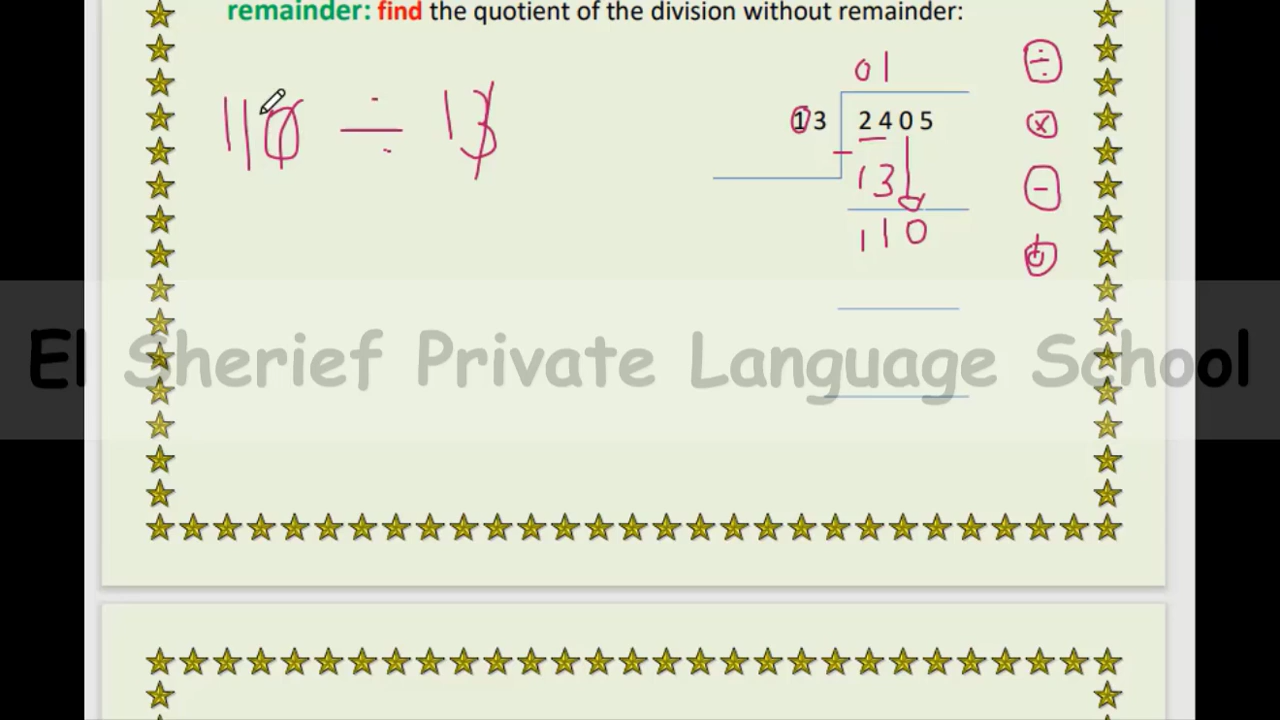 remainder: find the quotient of the division without remainder:
110 ÷ 13
01
13 2405
- 13
110
÷
×
-
El Sherief Private Language School